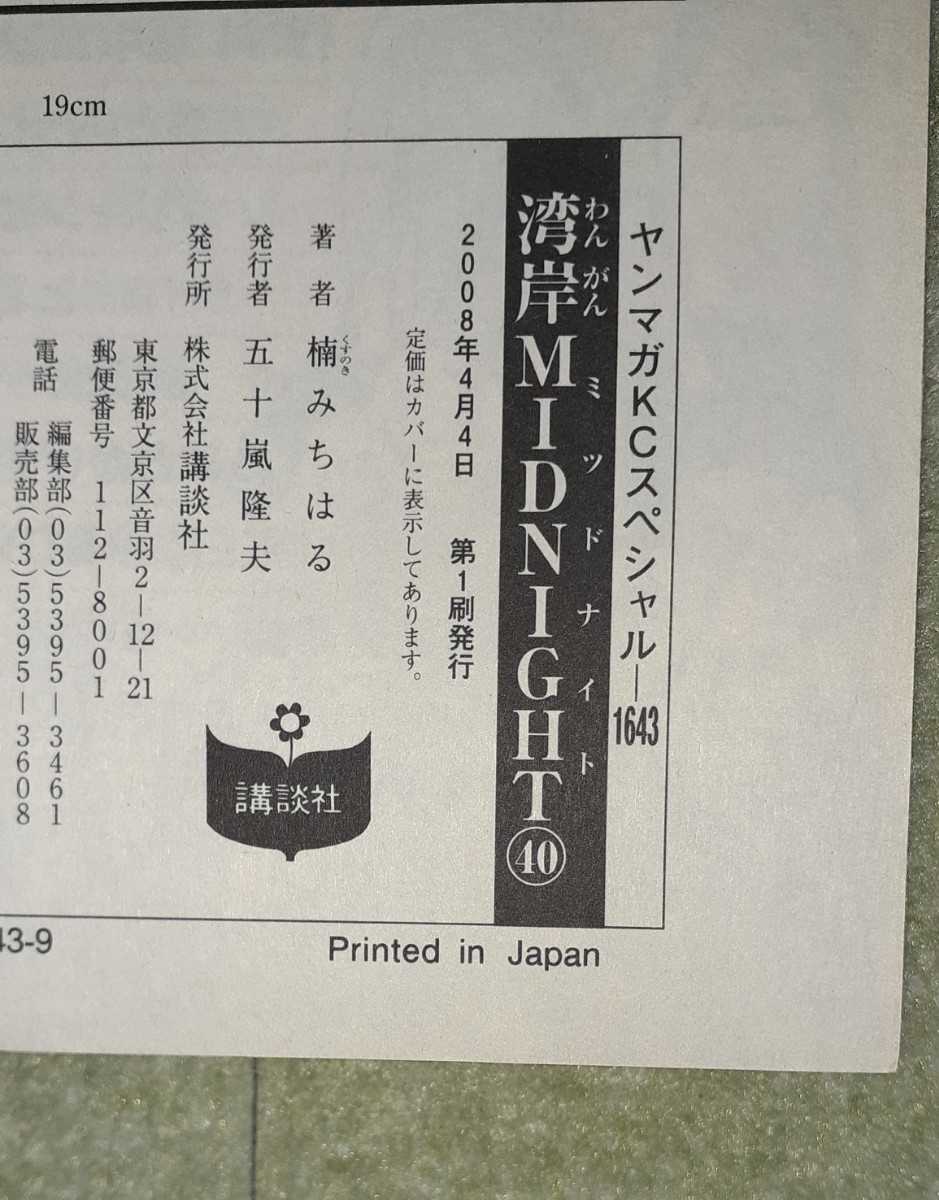 19cm
ヤンマガKCスペシャル―1643
湾岸MIDNIGHT㊵
わんがん ミッドナイト
2008年4月4日 第1刷発行
定価はカバーに表示してあります。
著者 楠みちはる
くすのき
発行者 五十嵐隆夫
発行所 株式会社講談社
東京都文京区音羽2―12―21
郵便番号 112―8001
電話 編集部(03)5395―3461
販売部(03)5395―3608
講談社
43-9
Printed in Japan